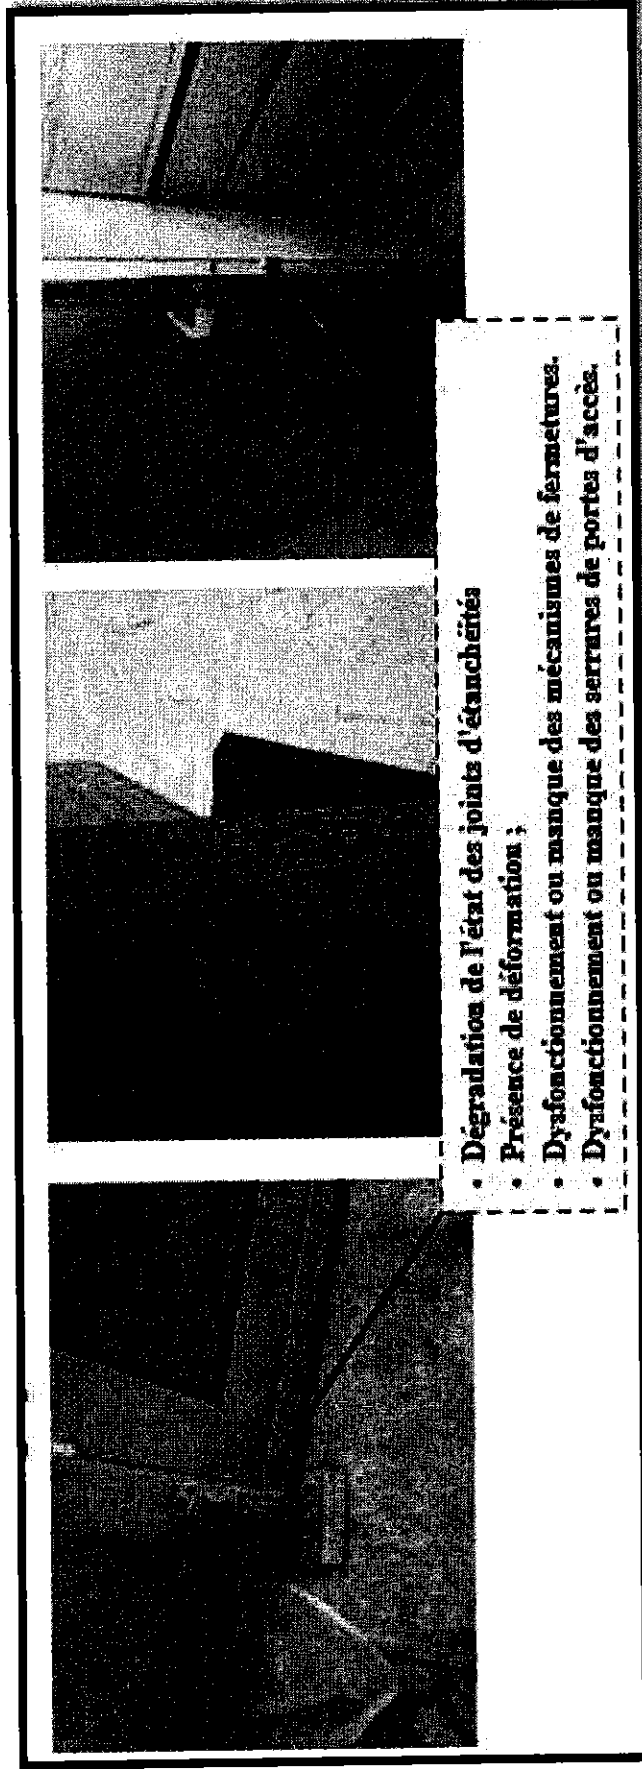 • Dégradation de l'état des joints d'étanchéités
• Présence de déformation ;
• Dysfonctionnement ou manque des mécanismes de fermetures.
• Dysfonctionnement ou manque des serrures de portes d'accès.